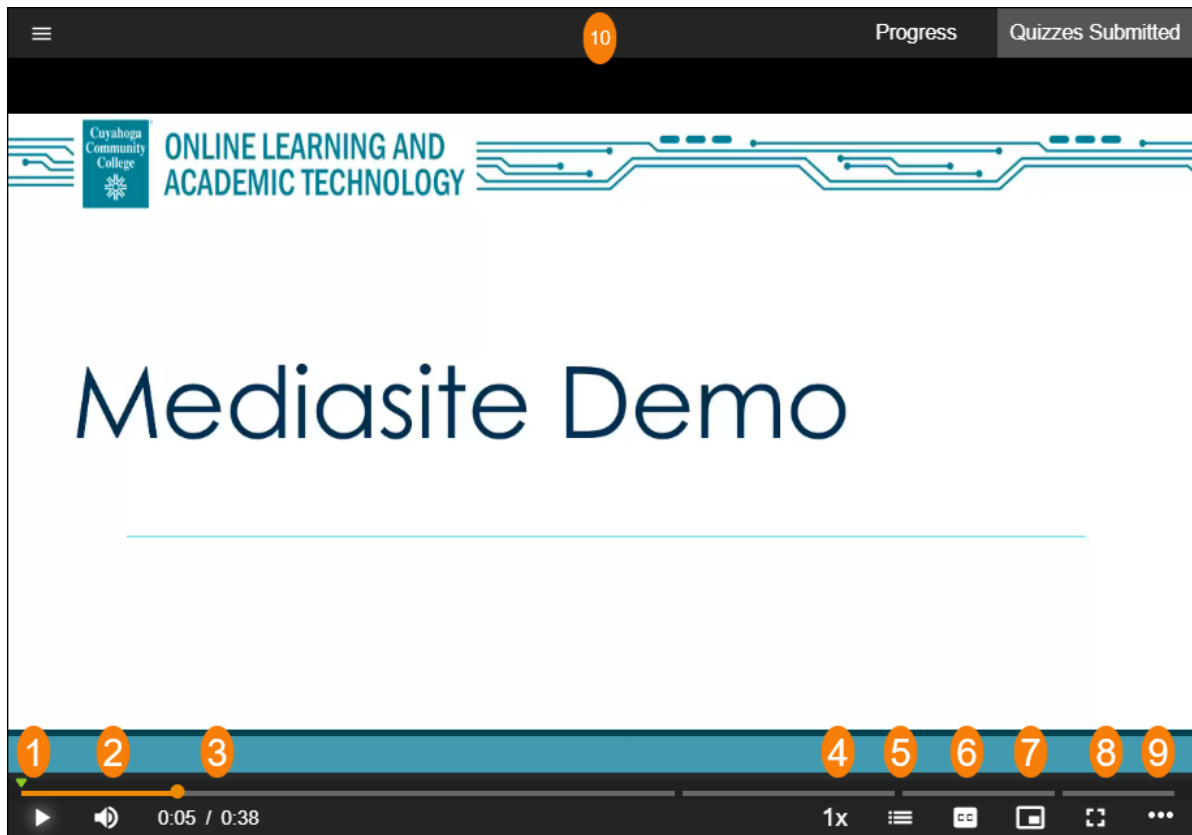 10
Progress
Quizzes Submitted
Cuyahoga
Community
College
ONLINE LEARNING AND
ACADEMIC TECHNOLOGY
Mediasite Demo
1 2 3 4 5 6 7 8 9
0:05 / 0:38 1x CC